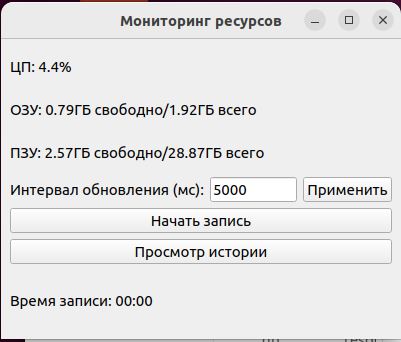 Мониторинг ресурсов
ЦП: 4.4%
ОЗУ: 0.79ГБ свободно/1.92ГБ всего
ПЗУ: 2.57ГБ свободно/28.87ГБ всего
Интервал обновления (мс): 5000 Применить
Начать запись
Просмотр истории
Время записи: 00:00